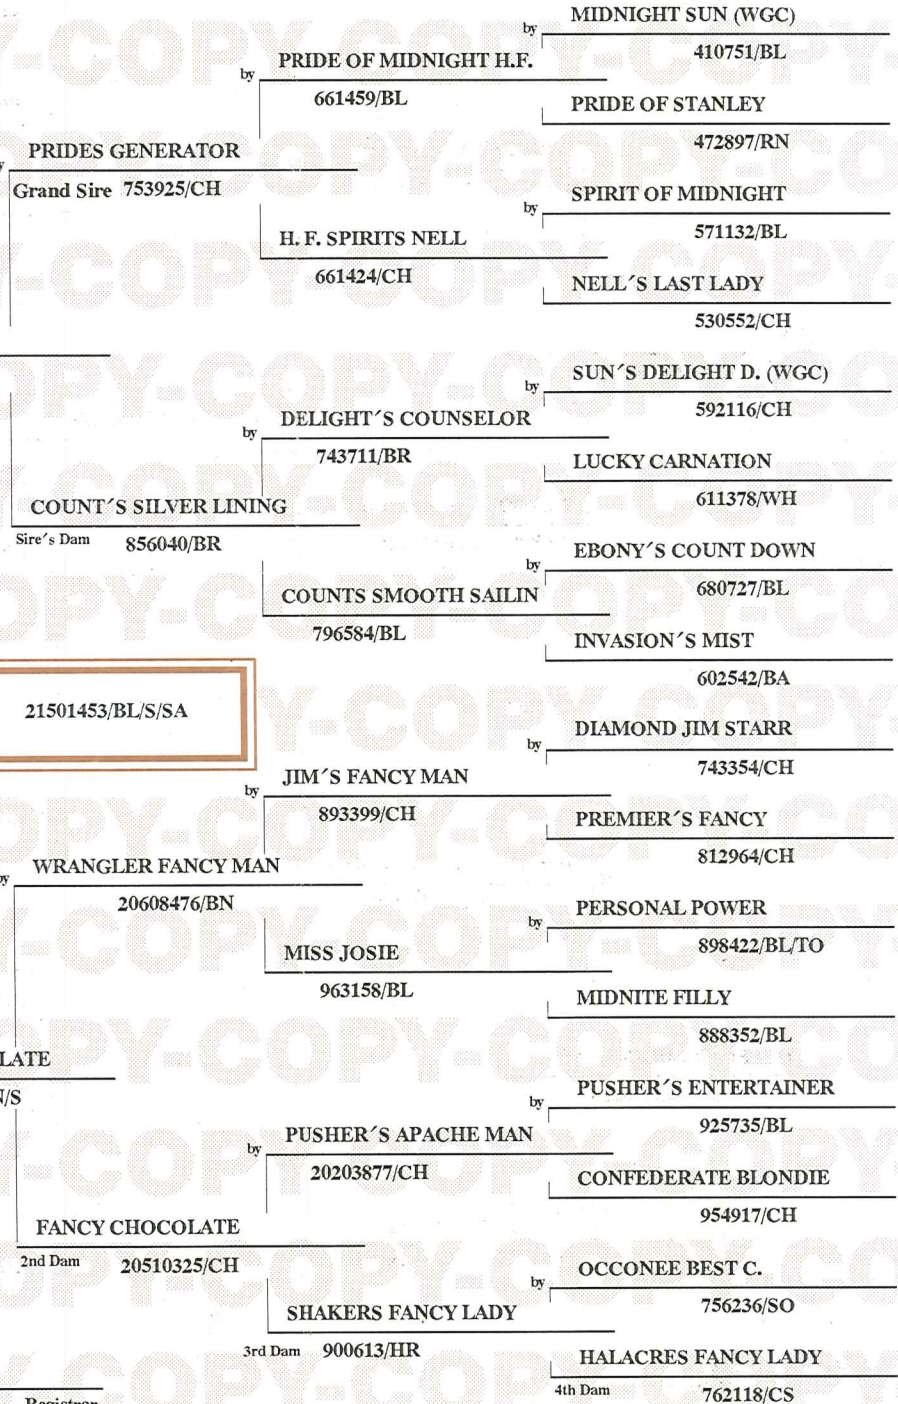 by MIDNIGHT SUN (WGC)
410751/BL
by PRIDE OF MIDNIGHT H.F.
661459/BL
PRIDE OF STANLEY
472897/RN
PRIDES GENERATOR
Grand Sire 753925/CH
by SPIRIT OF MIDNIGHT
571132/BL
H. F. SPIRITS NELL
661424/CH
NELL´S LAST LADY
530552/CH
by SUN´S DELIGHT D. (WGC)
592116/CH
by DELIGHT´S COUNSELOR
743711/BR
LUCKY CARNATION
611378/WH
COUNT´S SILVER LINING
Sire´s Dam 856040/BR
by EBONY´S COUNT DOWN
680727/BL
COUNTS SMOOTH SAILIN
796584/BL
INVASION´S MIST
602542/BA
21501453/BL/S/SA
by DIAMOND JIM STARR
743354/CH
by JIM´S FANCY MAN
893399/CH
PREMIER´S FANCY
812964/CH
by WRANGLER FANCY MAN
20608476/BN
by PERSONAL POWER
898422/BL/TO
MISS JOSIE
963158/BL
MIDNITE FILLY
888352/BL
LATE
/S
by PUSHER´S ENTERTAINER
925735/BL
by PUSHER´S APACHE MAN
20203877/CH
CONFEDERATE BLONDIE
954917/CH
FANCY CHOCOLATE
2nd Dam 20510325/CH
by OCCONEE BEST C.
756236/SO
SHAKERS FANCY LADY
3rd Dam 900613/HR
HALACRES FANCY LADY
4th Dam 762118/CS
Registrar
COPY-COPY-COPY-COPY